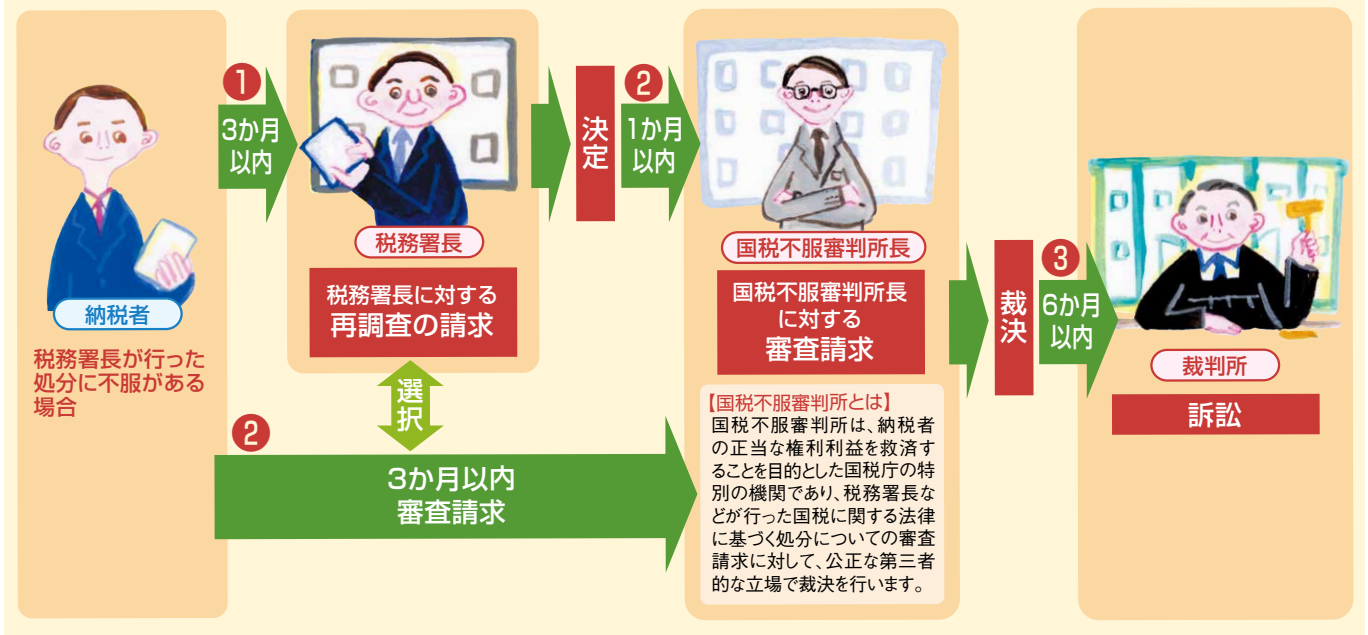 ❶
3か月
以内
納税者
税務署長が行った
処分に不服がある
場合
税務署長
税務署長に対する
再調査の請求
選択
決定
❷
1か月
以内
❷
3か月以内
審査請求
国税不服審判所長
国税不服審判所長
に対する
審査請求
【国税不服審判所とは】
国税不服審判所は、納税者
の正当な権利利益を救済す
ることを目的とした国税庁の特
別の機関であり、税務署長な
どが行った国税に関する法律
に基づく処分についての審査
請求に対して、公正な第三者
的な立場で裁決を行います。
裁決
❸
6か月
以内
裁判所
訴訟